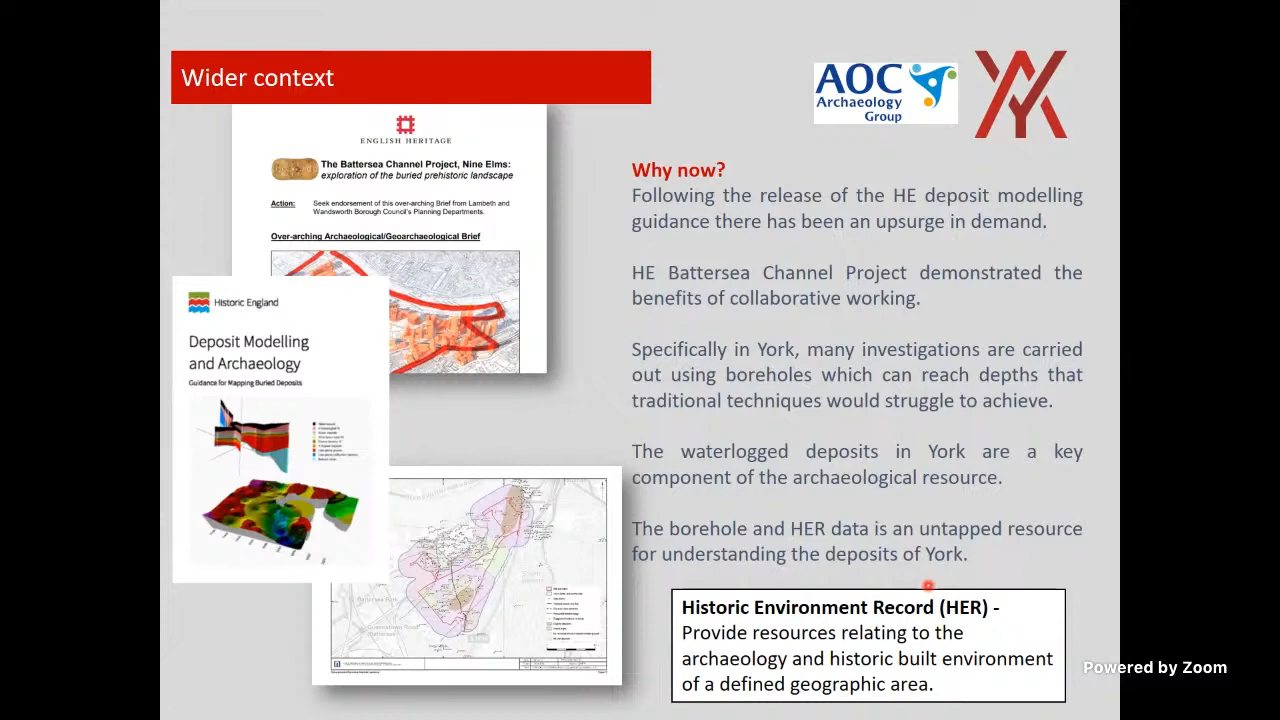 Wider context
AOC
Archaeology
Group
ENGLISH HERITAGE
The Battersea Channel Project, Nine Elms:
exploration of the buried prehistoric landscape
Action: Seek endorsement of this over-arching Brief from Lambeth and
Wandsworth Borough Council's Planning Departments.
Over-arching Archaeological/Geoarchaeological Brief
Historic England
Deposit Modelling
and Archaeology
Guidance for Mapping Buried Deposits
Why now?
Following the release of the HE deposit modelling
guidance there has been an upsurge in demand.
HE Battersea Channel Project demonstrated the
benefits of collaborative working.
Specifically in York, many investigations are carried
out using boreholes which can reach depths that
traditional techniques would struggle to achieve.
The waterlogged deposits in York are a key
component of the archaeological resource.
The borehole and HER data is an untapped resource
for understanding the deposits of York.
Historic Environment Record (HER) -
Provide resources relating to the
archaeology and historic built environment
of a defined geographic area.
Powered by Zoom